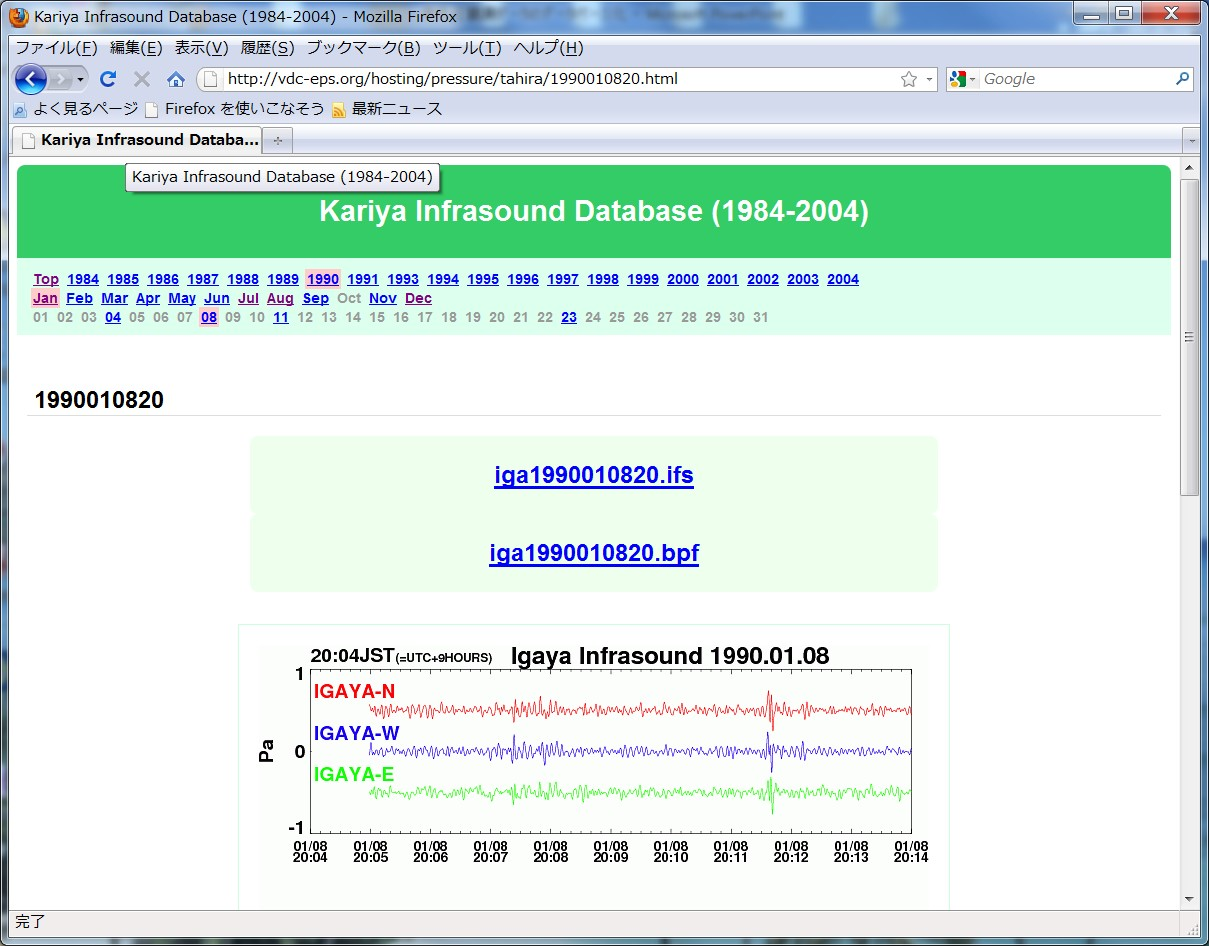 Kariya Infrasound Database (1984-2004) - Mozilla Firefox
ファイル(F) 編集(E) 表示(V) 履歴(S) ブックマーク(B) ツール(T) ヘルプ(H)
http://vdc-eps.org/hosting/pressure/tahira/1990010820.html Google
よく見るページ Firefox を使いこなそう 最新ニュース
Kariya Infrasound Databa...
Kariya Infrasound Database (1984-2004)
Kariya Infrasound Database (1984-2004)
Top 1984 1985 1986 1987 1988 1989 1990 1991 1993 1994 1995 1996 1997 1998 1999 2000 2001 2002 2003 2004
Jan Feb Mar Apr May Jun Jul Aug Sep Oct Nov Dec
01 02 03 04 05 06 07 08 09 10 11 12 13 14 15 16 17 18 19 20 21 22 23 24 25 26 27 28 29 30 31
1990010820
iga1990010820.ifs
iga1990010820.bpf
20:04JST(=UTC+9HOURS) Igaya Infrasound 1990.01.08
1
IGAYA-N
IGAYA-W
Pa 0
IGAYA-E
-1
01/08 01/08 01/08 01/08 01/08 01/08 01/08 01/08 01/08 01/08 01/08
20:04 20:05 20:06 20:07 20:08 20:09 20:10 20:11 20:12 20:13 20:14
完了